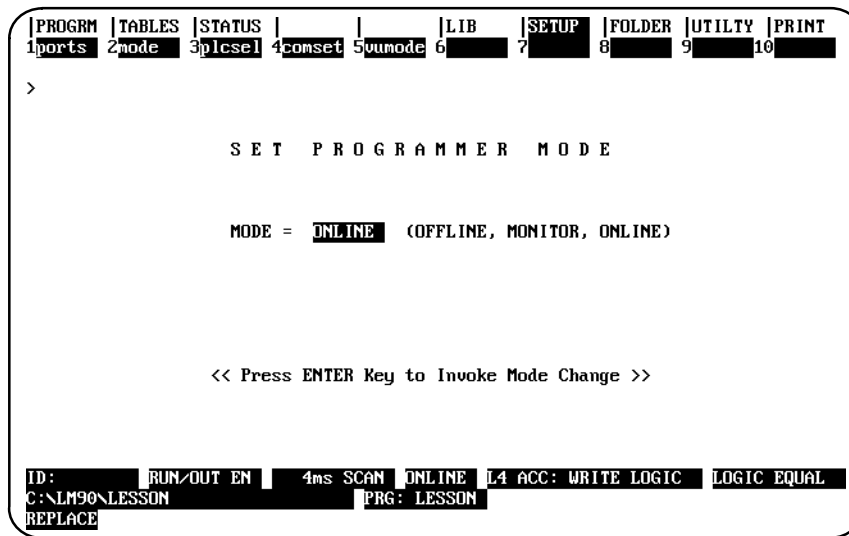 |PROGRM |TABLES |STATUS | | |LIB |SETUP |FOLDER |UTILTY |PRINT
1ports 2mode 3plcsel 4comset 5vumode 6 7 8 9 10
>
S E T P R O G R A M M E R M O D E
MODE = ONLINE (OFFLINE, MONITOR, ONLINE)
<< Press ENTER Key to Invoke Mode Change >>
ID: RUN/OUT EN 4ms SCAN ONLINE L4 ACC: WRITE LOGIC LOGIC EQUAL
C:\LM90\LESSON PRG: LESSON
REPLACE